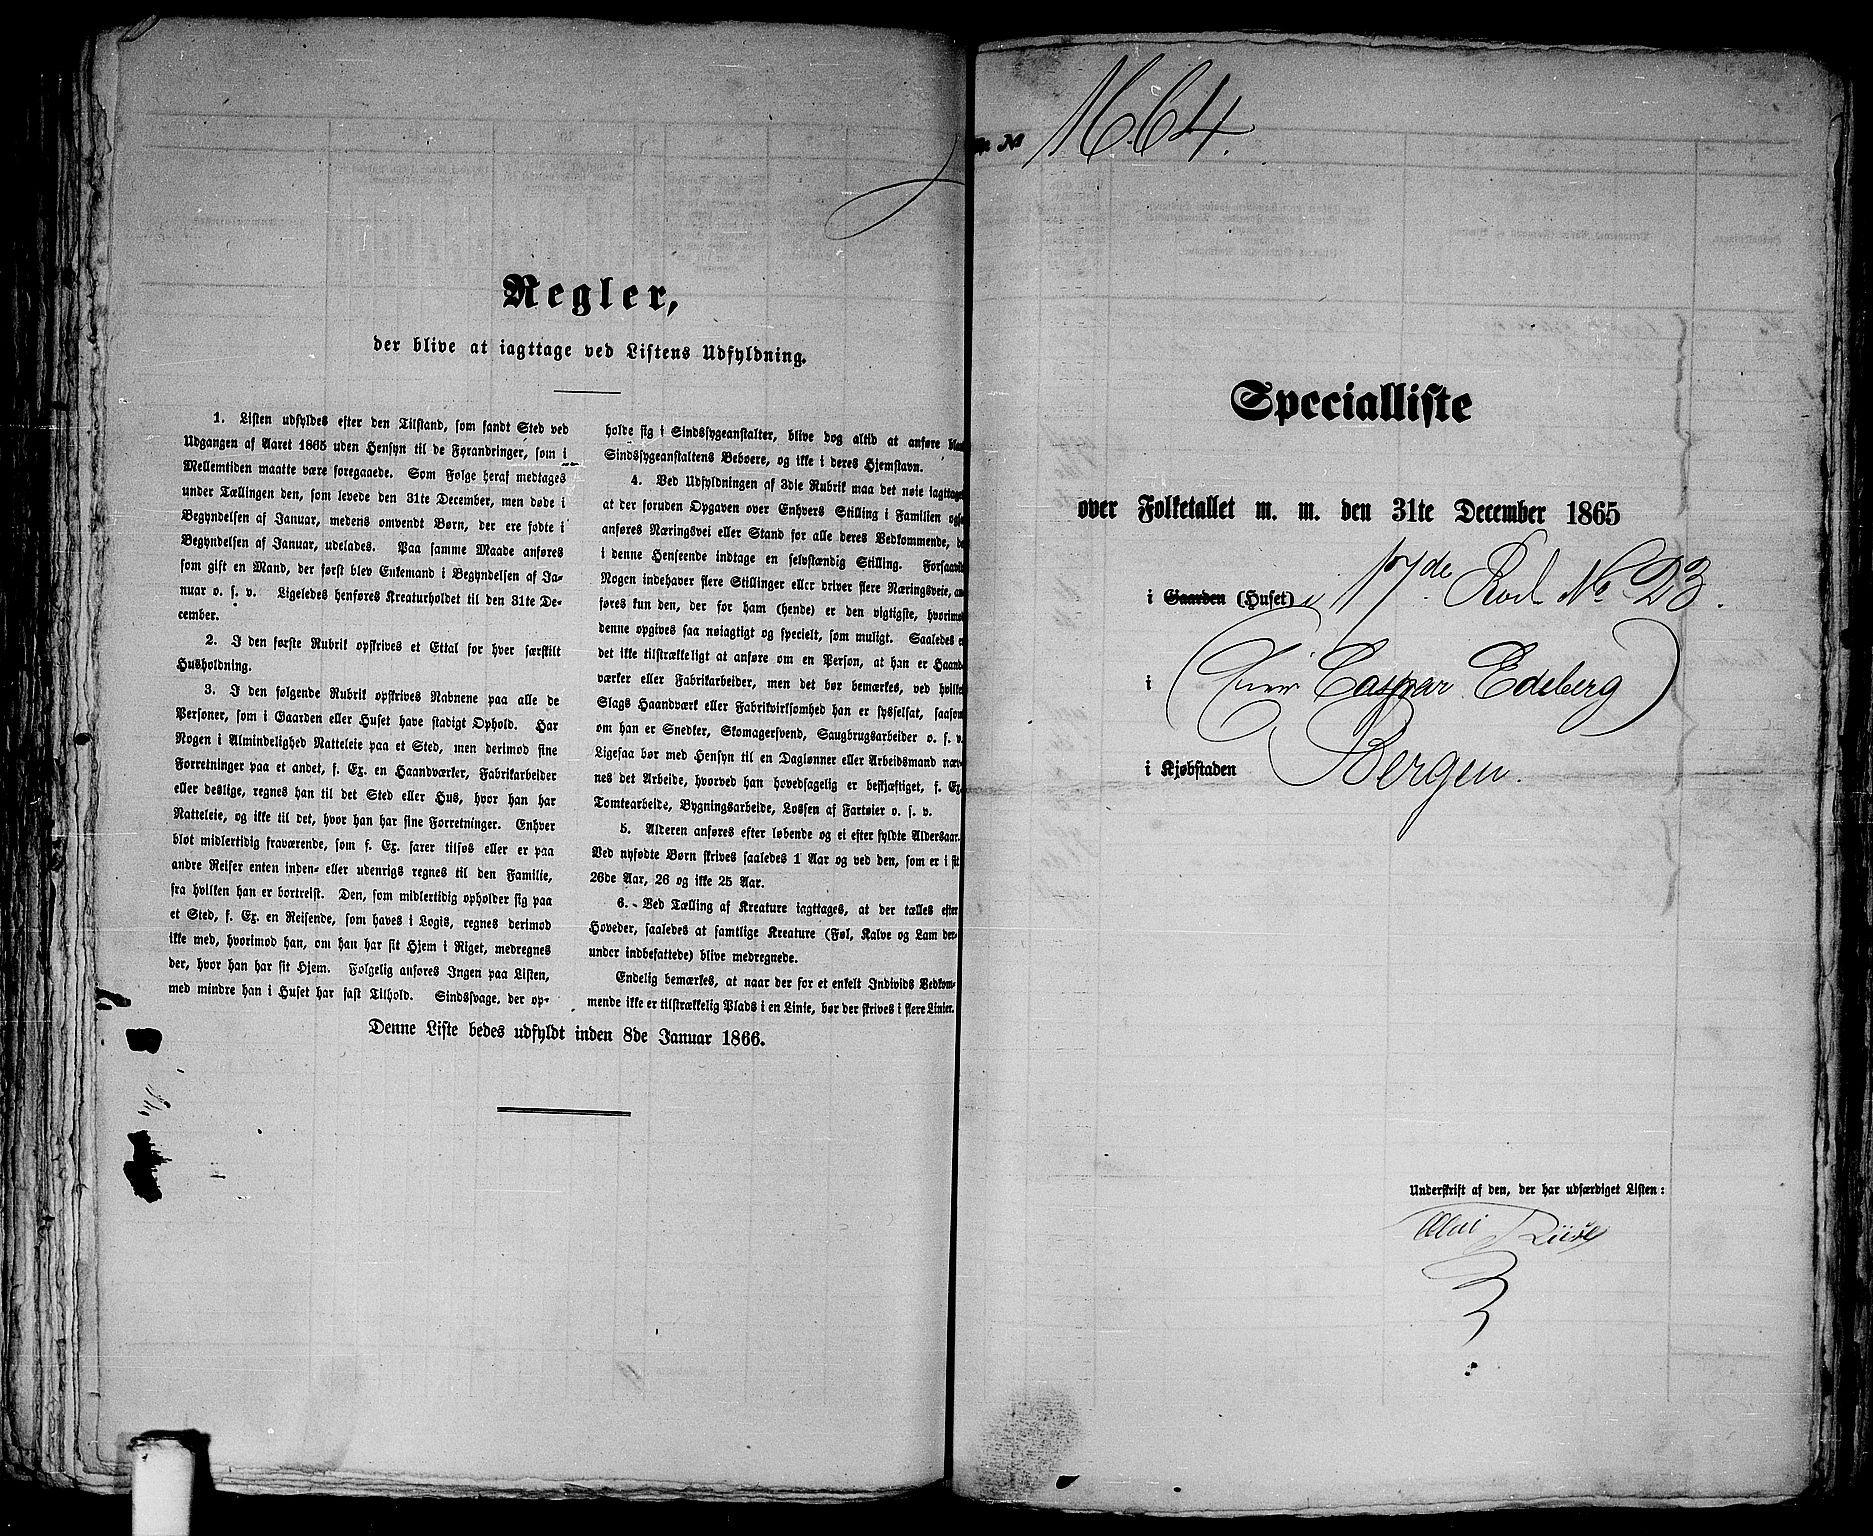 Regler,
der blive at iagttage ved Listens Udfyldning.
1. Listen udfyldes efter den Tilstand, som fandt Sted ved
Udgangen af Aaret 1865 uden Hensyn til de Forandringer, som i
Mellemtiden maatte være foregaaede. Som Følge heraf medtages
under Tællingen den, som levede den 31te December, men døde i
Begyndelsen af Januar, medens omvendt Børn, der ere fødte i
Begyndelsen af Januar, udelades. Paa samme Maade anføres
som gift en Mand, der først blev Enkemand i Begyndelsen af Ja-
nuar o. s. v. Ligeledes henføres Kreaturholdet til den 31te De-
cember.
2. I den første Rubrik opskrives et Ettal for hver særskilt
Husholdning.
3. I den følgende Rubrik opskrives Navnene paa alle de
Personer, som i Gaarden eller Huset have stadigt Ophold. Har
Nogen i Almindelighed Natteleie paa et Sted, men derimod sine
Forretninger paa et andet, f. Ex. en Haandværker, Fabrikarbeider
eller deslige, regnes han til det Sted eller Hus, hvor han har
Natteleie, og ikke til det, hvor han har sine Forretninger. Enhver
blot midlertidig fraværende, som f. Ex. farer tilsøs eller er paa
andre Reiser enten inden- eller udenrigs regnes til den Familie,
fra hvilken han er bortreist. Den, som midlertidig opholder sig paa
et Sted, f. Ex. en Reisende, som haves i Logis, regnes derimod
ikke med, hvorimod han, om han har sit Hjem i Riget, medregnes
der, hvor han har sit Hjem. Følgelig anføres Ingen paa Listen,
med mindre han i Huset har fast Tilhold. Sindssvage, der op-
holde sig i Sindssygeanstalter, blive dog altid at anføre
Sindssygeanstaltens Beboere, og ikke i deres Hjemstavn.
4. Ved Udfyldningen af 3die Rubrik maa det nøie iagttages
at der foruden Opgaven over Enhvers Stilling i Familien
anføres Næringsvei eller Stand for alle deres Vedkommende,
i denne Henseende indtage en selvstændig Stilling. Forsaavidt
Nogen indehaver flere Stillinger eller driver flere Næringsveie,
føres kun den, der for ham (hende) er den vigtigste, hvorimod
denne opgives saa nøiagtigt og specielt, som muligt. Saaledes
det ikke tilstrækkeligt at anføre om en Person, at han er Haand-
værker eller Fabrikarbeider, men det bør bemærkes, ved hvilket
Slags Haandværk eller Fabrikvirksomhed han er sysselsat, saasom
om han er Snedker, Skomagersvend, Saugbrugsarbeider o. s. v.
Ligesaa bør med Hensyn til en Dagløнner eller Arbeidsmand næv-
nes det Arbeide, hvorved han hovedsagelig er beskjæftiget, f. Ex.
Tomtearbeide, Bygningsarbeide, Lossen af Fartøier o. s. v.
5. Alderen anføres efter løbende og ei efter fyldte Aldersaar.
Ved nyfødte Børn skrives saaledes 1 Aar og ved den, som er i sit
26de Aar, 26 og ikke 25 Aar.
6. Ved Tælling af Kreature iagttages, at der tælles efter
Hoveder, saaledes at samtlige Kreature (Føl, Kalve og Lam der-
under indbefattede) blive medregnede.
Endelig bemærkes, at naar der for et enkelt Individs Vedkom-
mende ikke er tilstrækkelig Plads i en Linie, bør der skrives i flere Linier.
Denne Liste bedes udfyldt inden 8de Januar 1866.
No 1664.
Specialliste
over Folketallet m. m. den 31te December 1865
i Gaarden (Huset) i 17de Rod No 23.
i ( Caspar Edeberg)
i Kjøbstaden Bergen.
Underskrift af den, der har udfærdiget Listen: